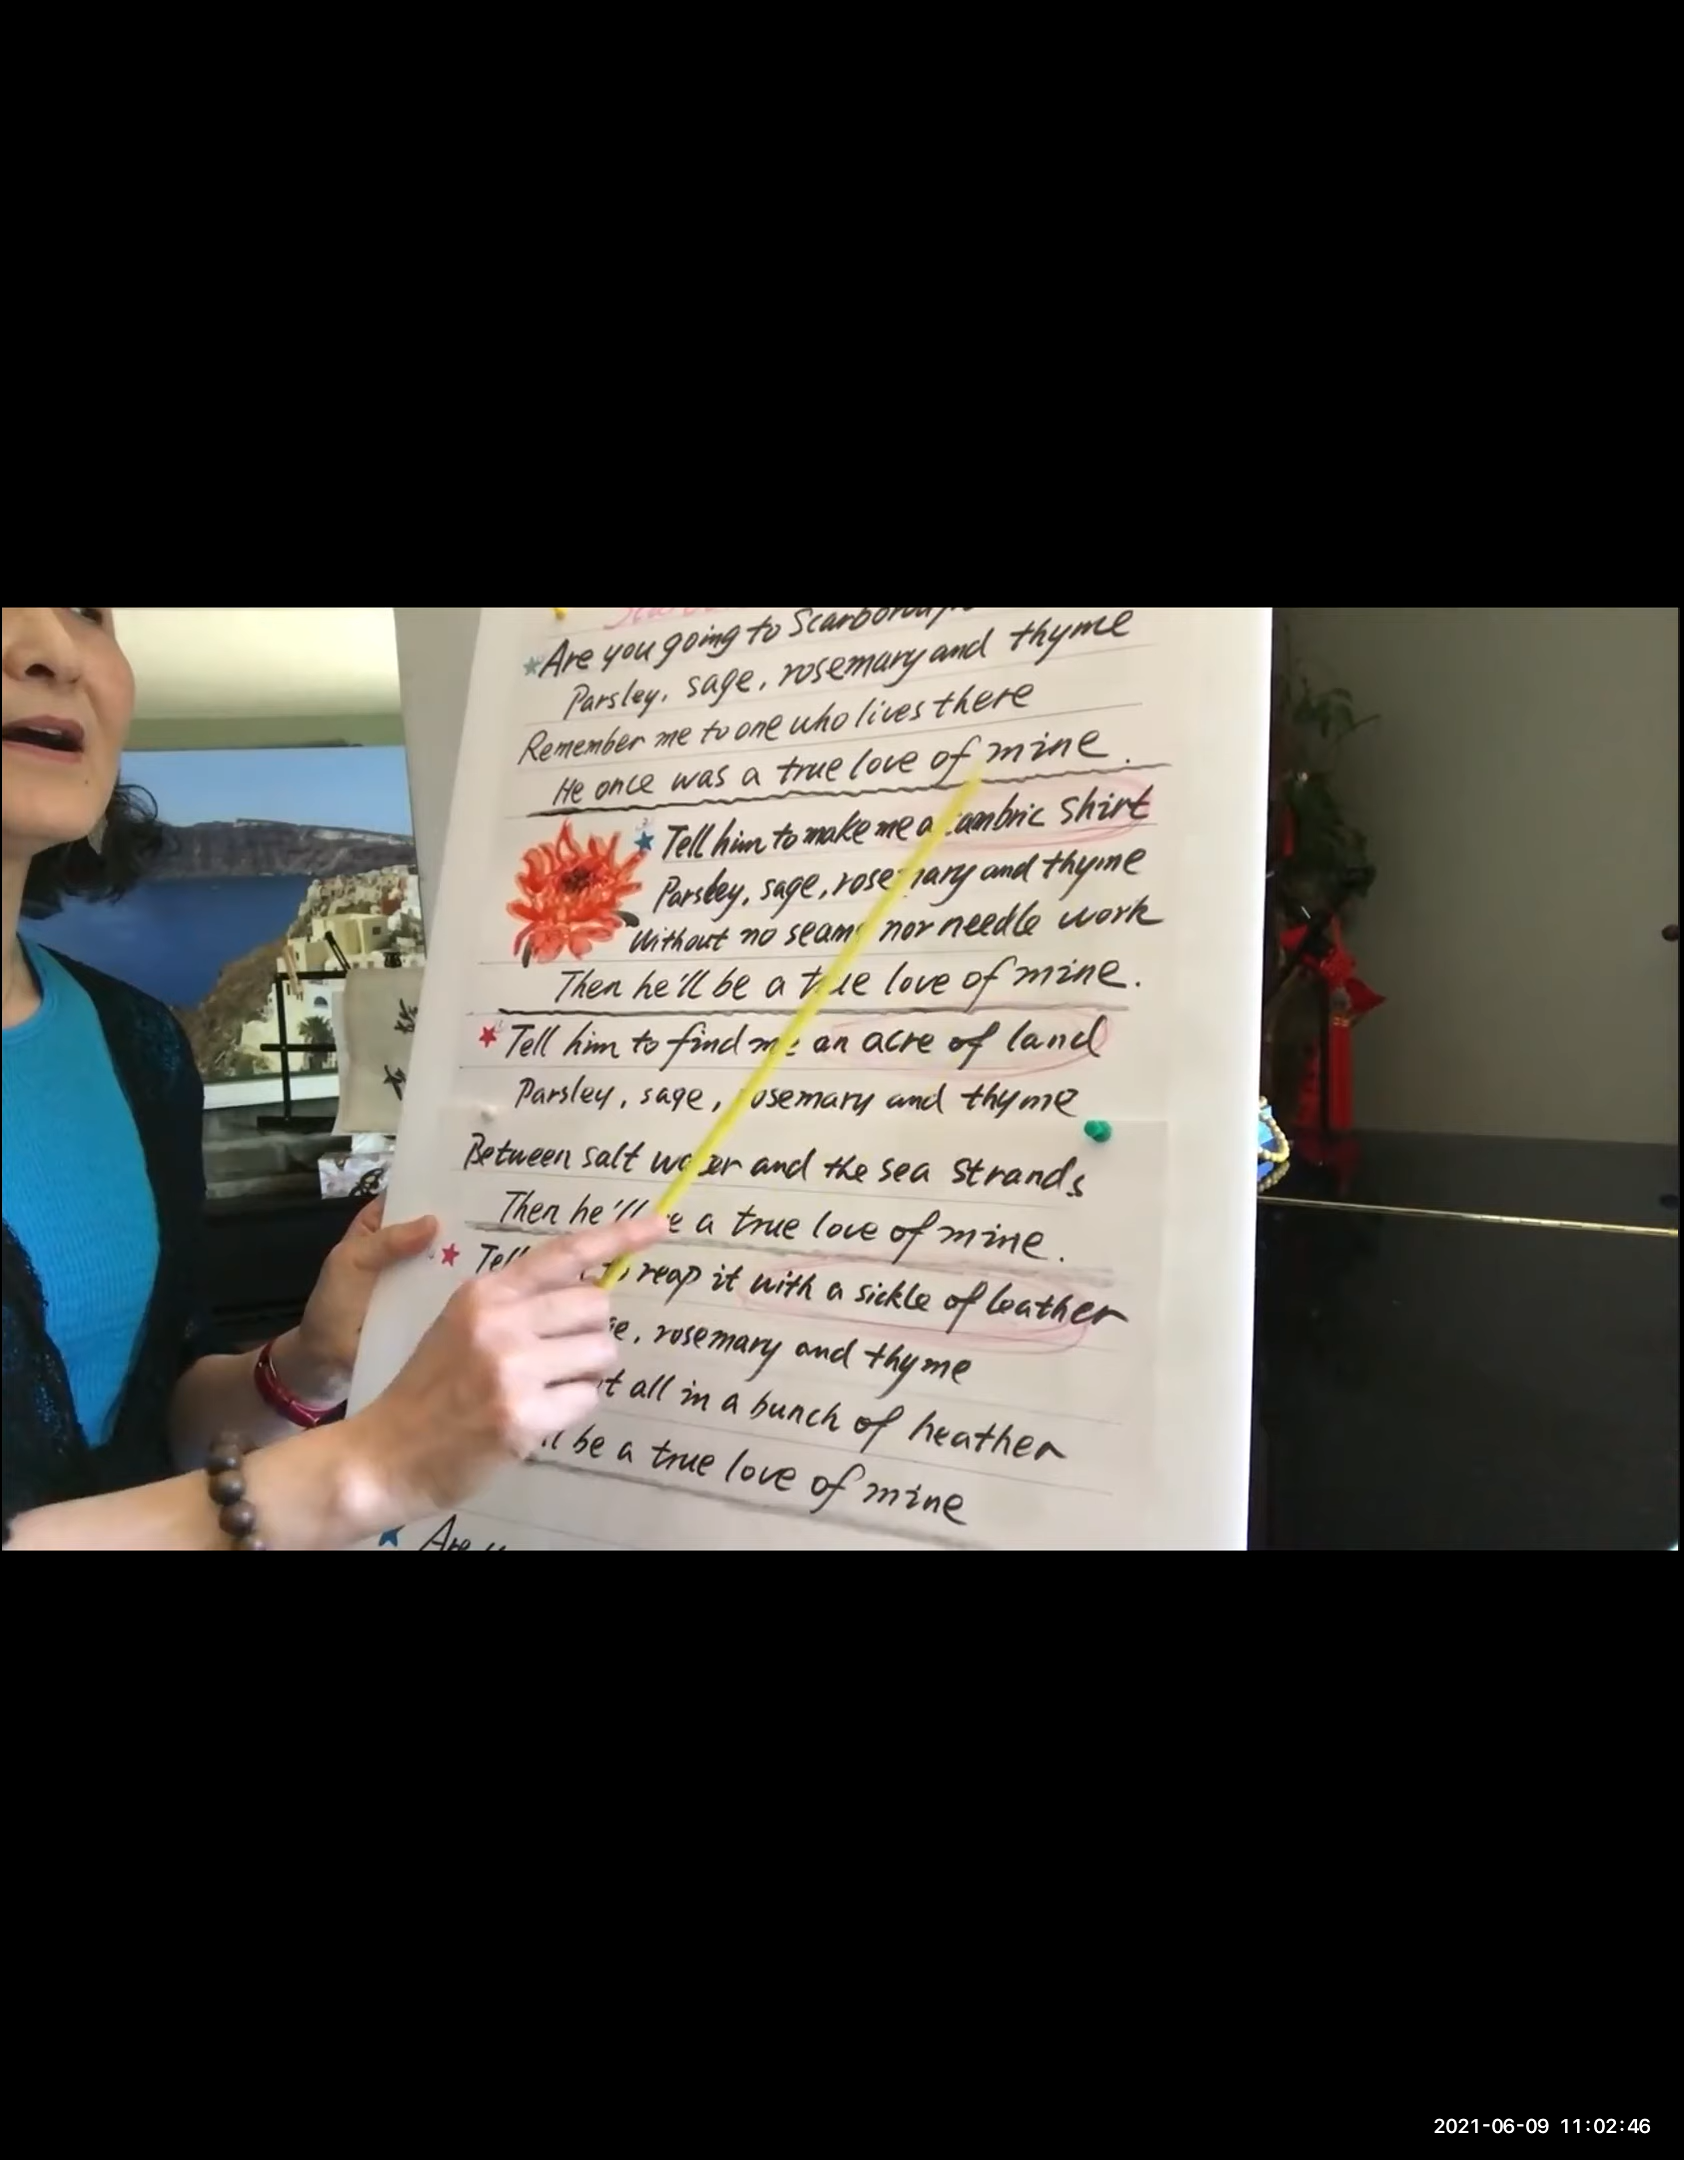 Are you going to
Parsley, sage, rosemary and thyme
Remember me to one who lives there
He once was a true love of mine.
Tell him to make me a cambric shirt
Parsley, sage, rosemary and thyme
Without no seams nor needle work
Then he'll be a true love of mine.
Tell him to find me an acre of land
Parsley, sage, rosemary and thyme
Between salt water and the sea strands
Then he'll be a true love of mine.
reap it with a sickle of leather
rosemary and thyme
all in a bunch of heather
be a true love of mine
Are
2021-06-09 11:02:46